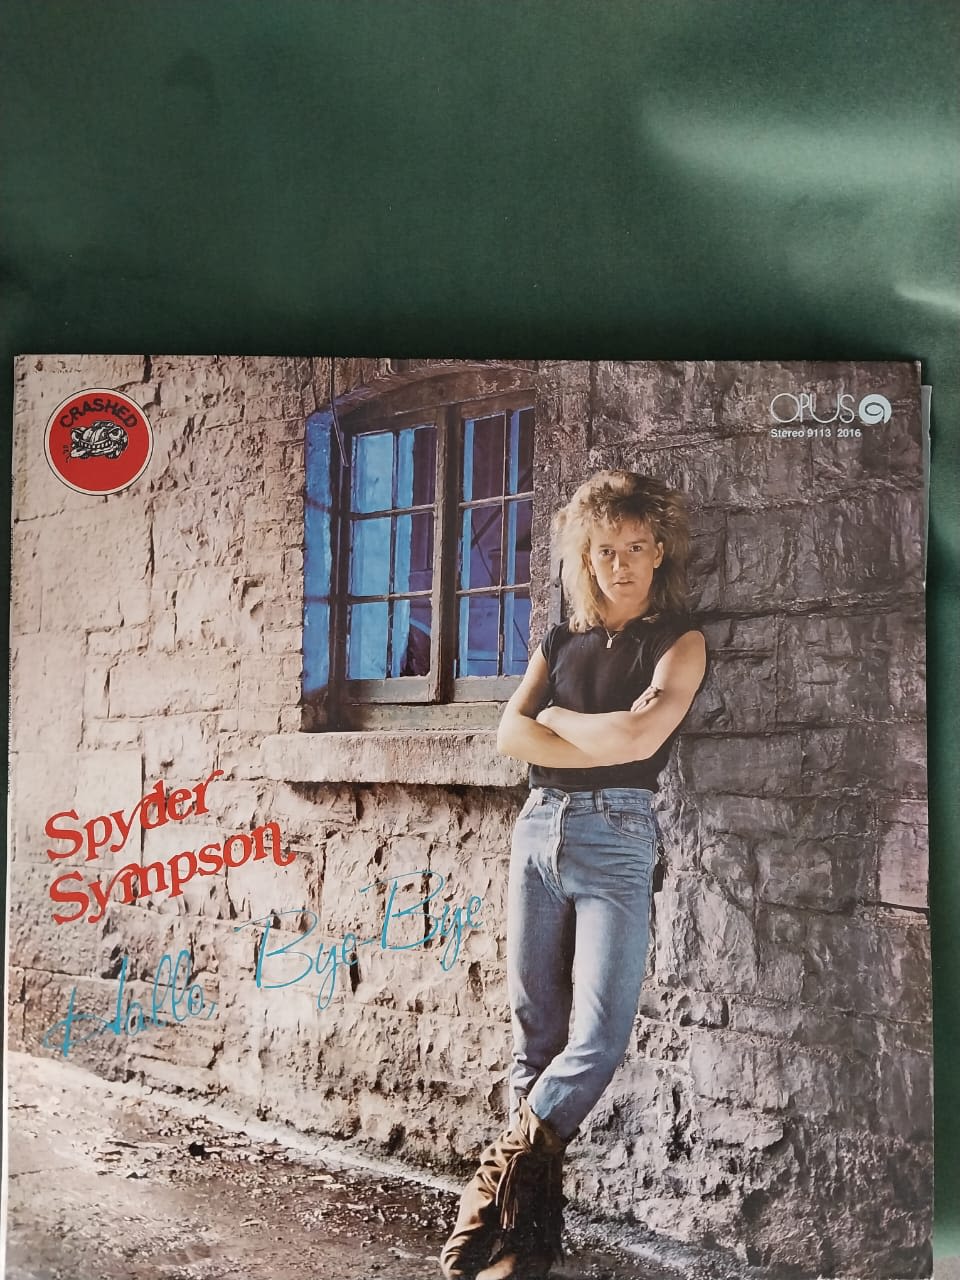 CRASHED
OPUS
Stereo 9113 2016
Spyder
Sympson
Hallo Bye-Bye